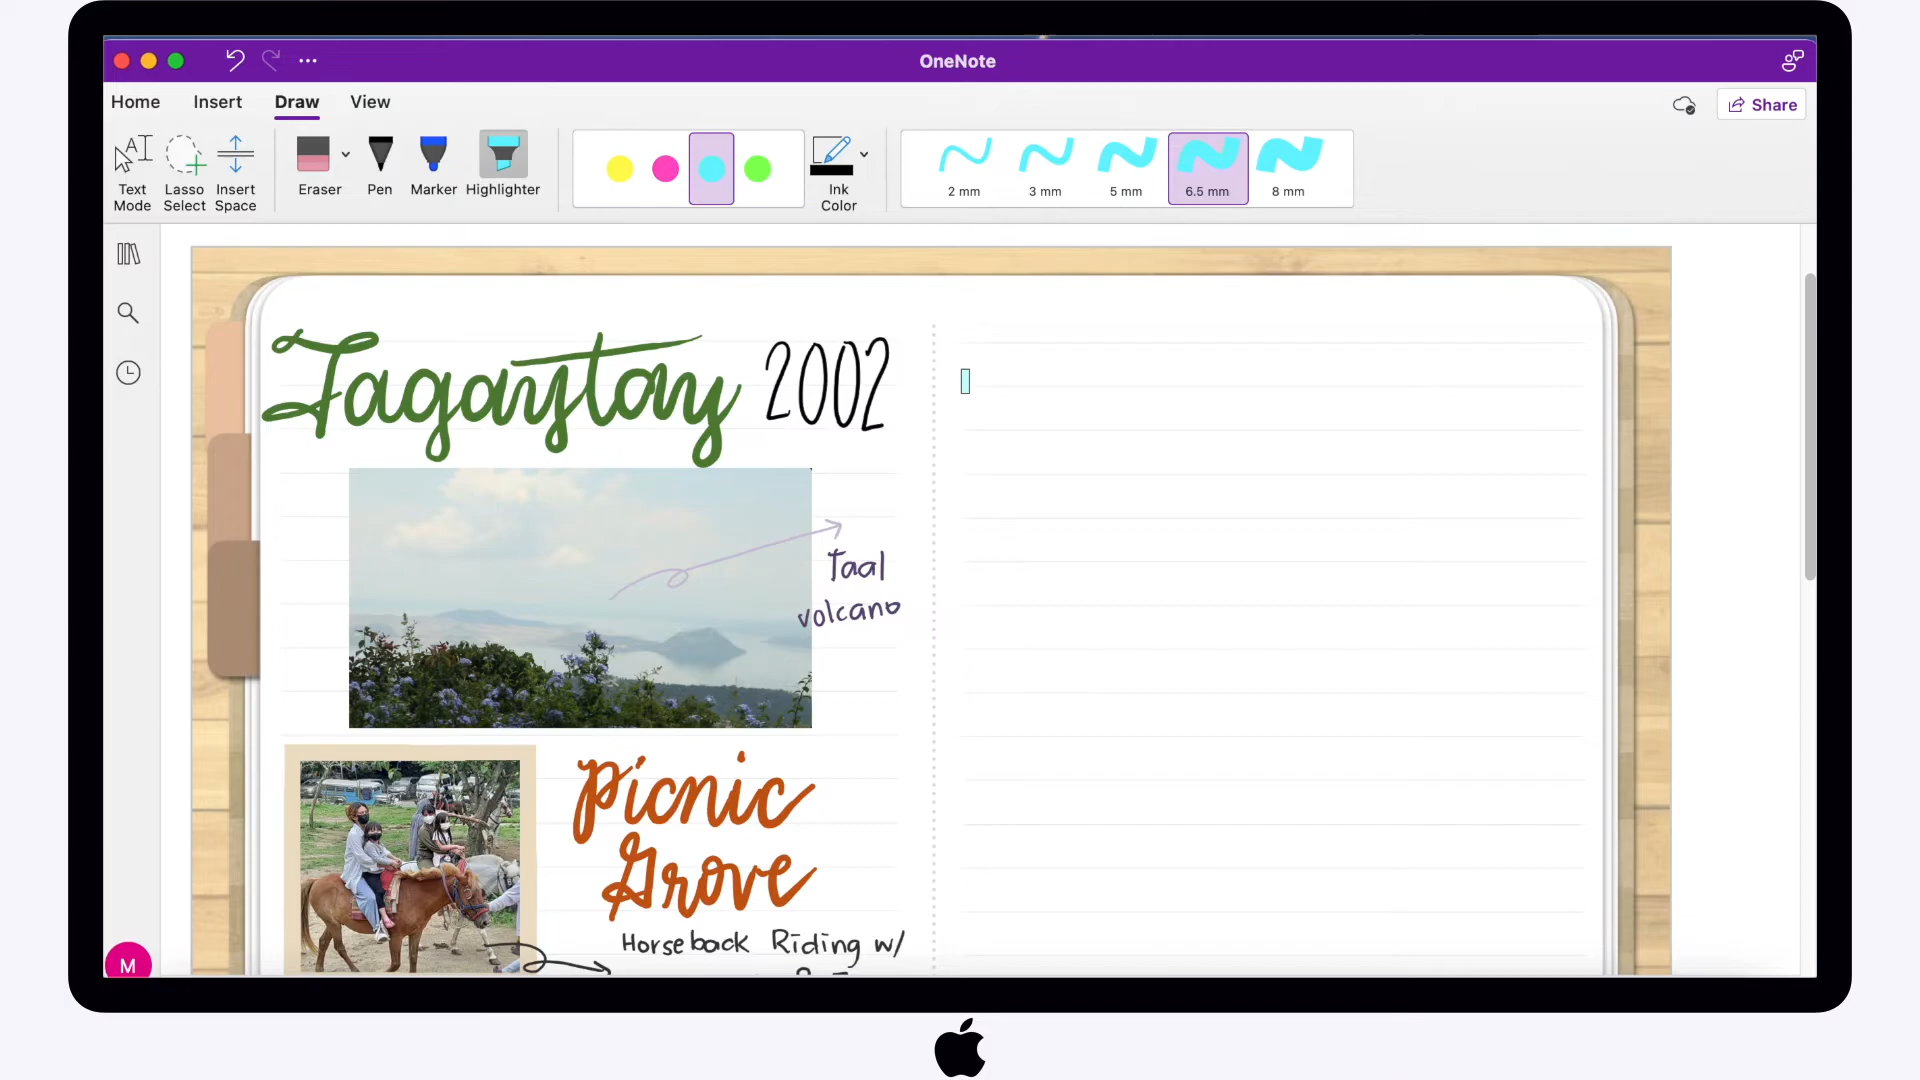 OneNote
Home Insert Draw View
Share
Text Mode
Lasso Select
Insert Space
Eraser
Pen
Marker
Highlighter
Ink Color
2 mm
3 mm
5 mm
6.5 mm
8 mm
Tagaytay 2002
Taal
volcano
Picnic
Grove
Horseback Riding w/
M